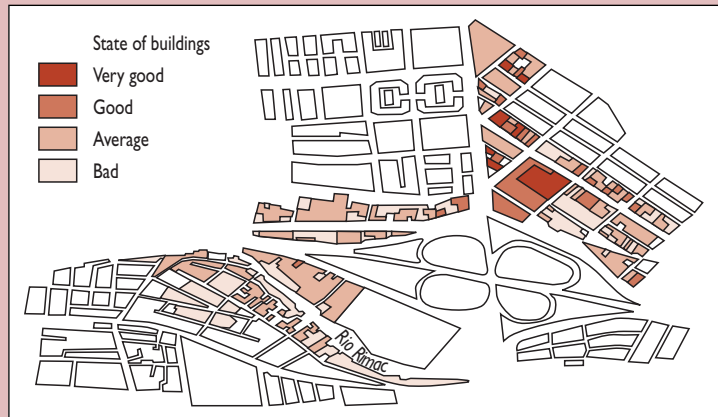 State of buildings
Very good
Good
Average
Bad
Rio Rimac